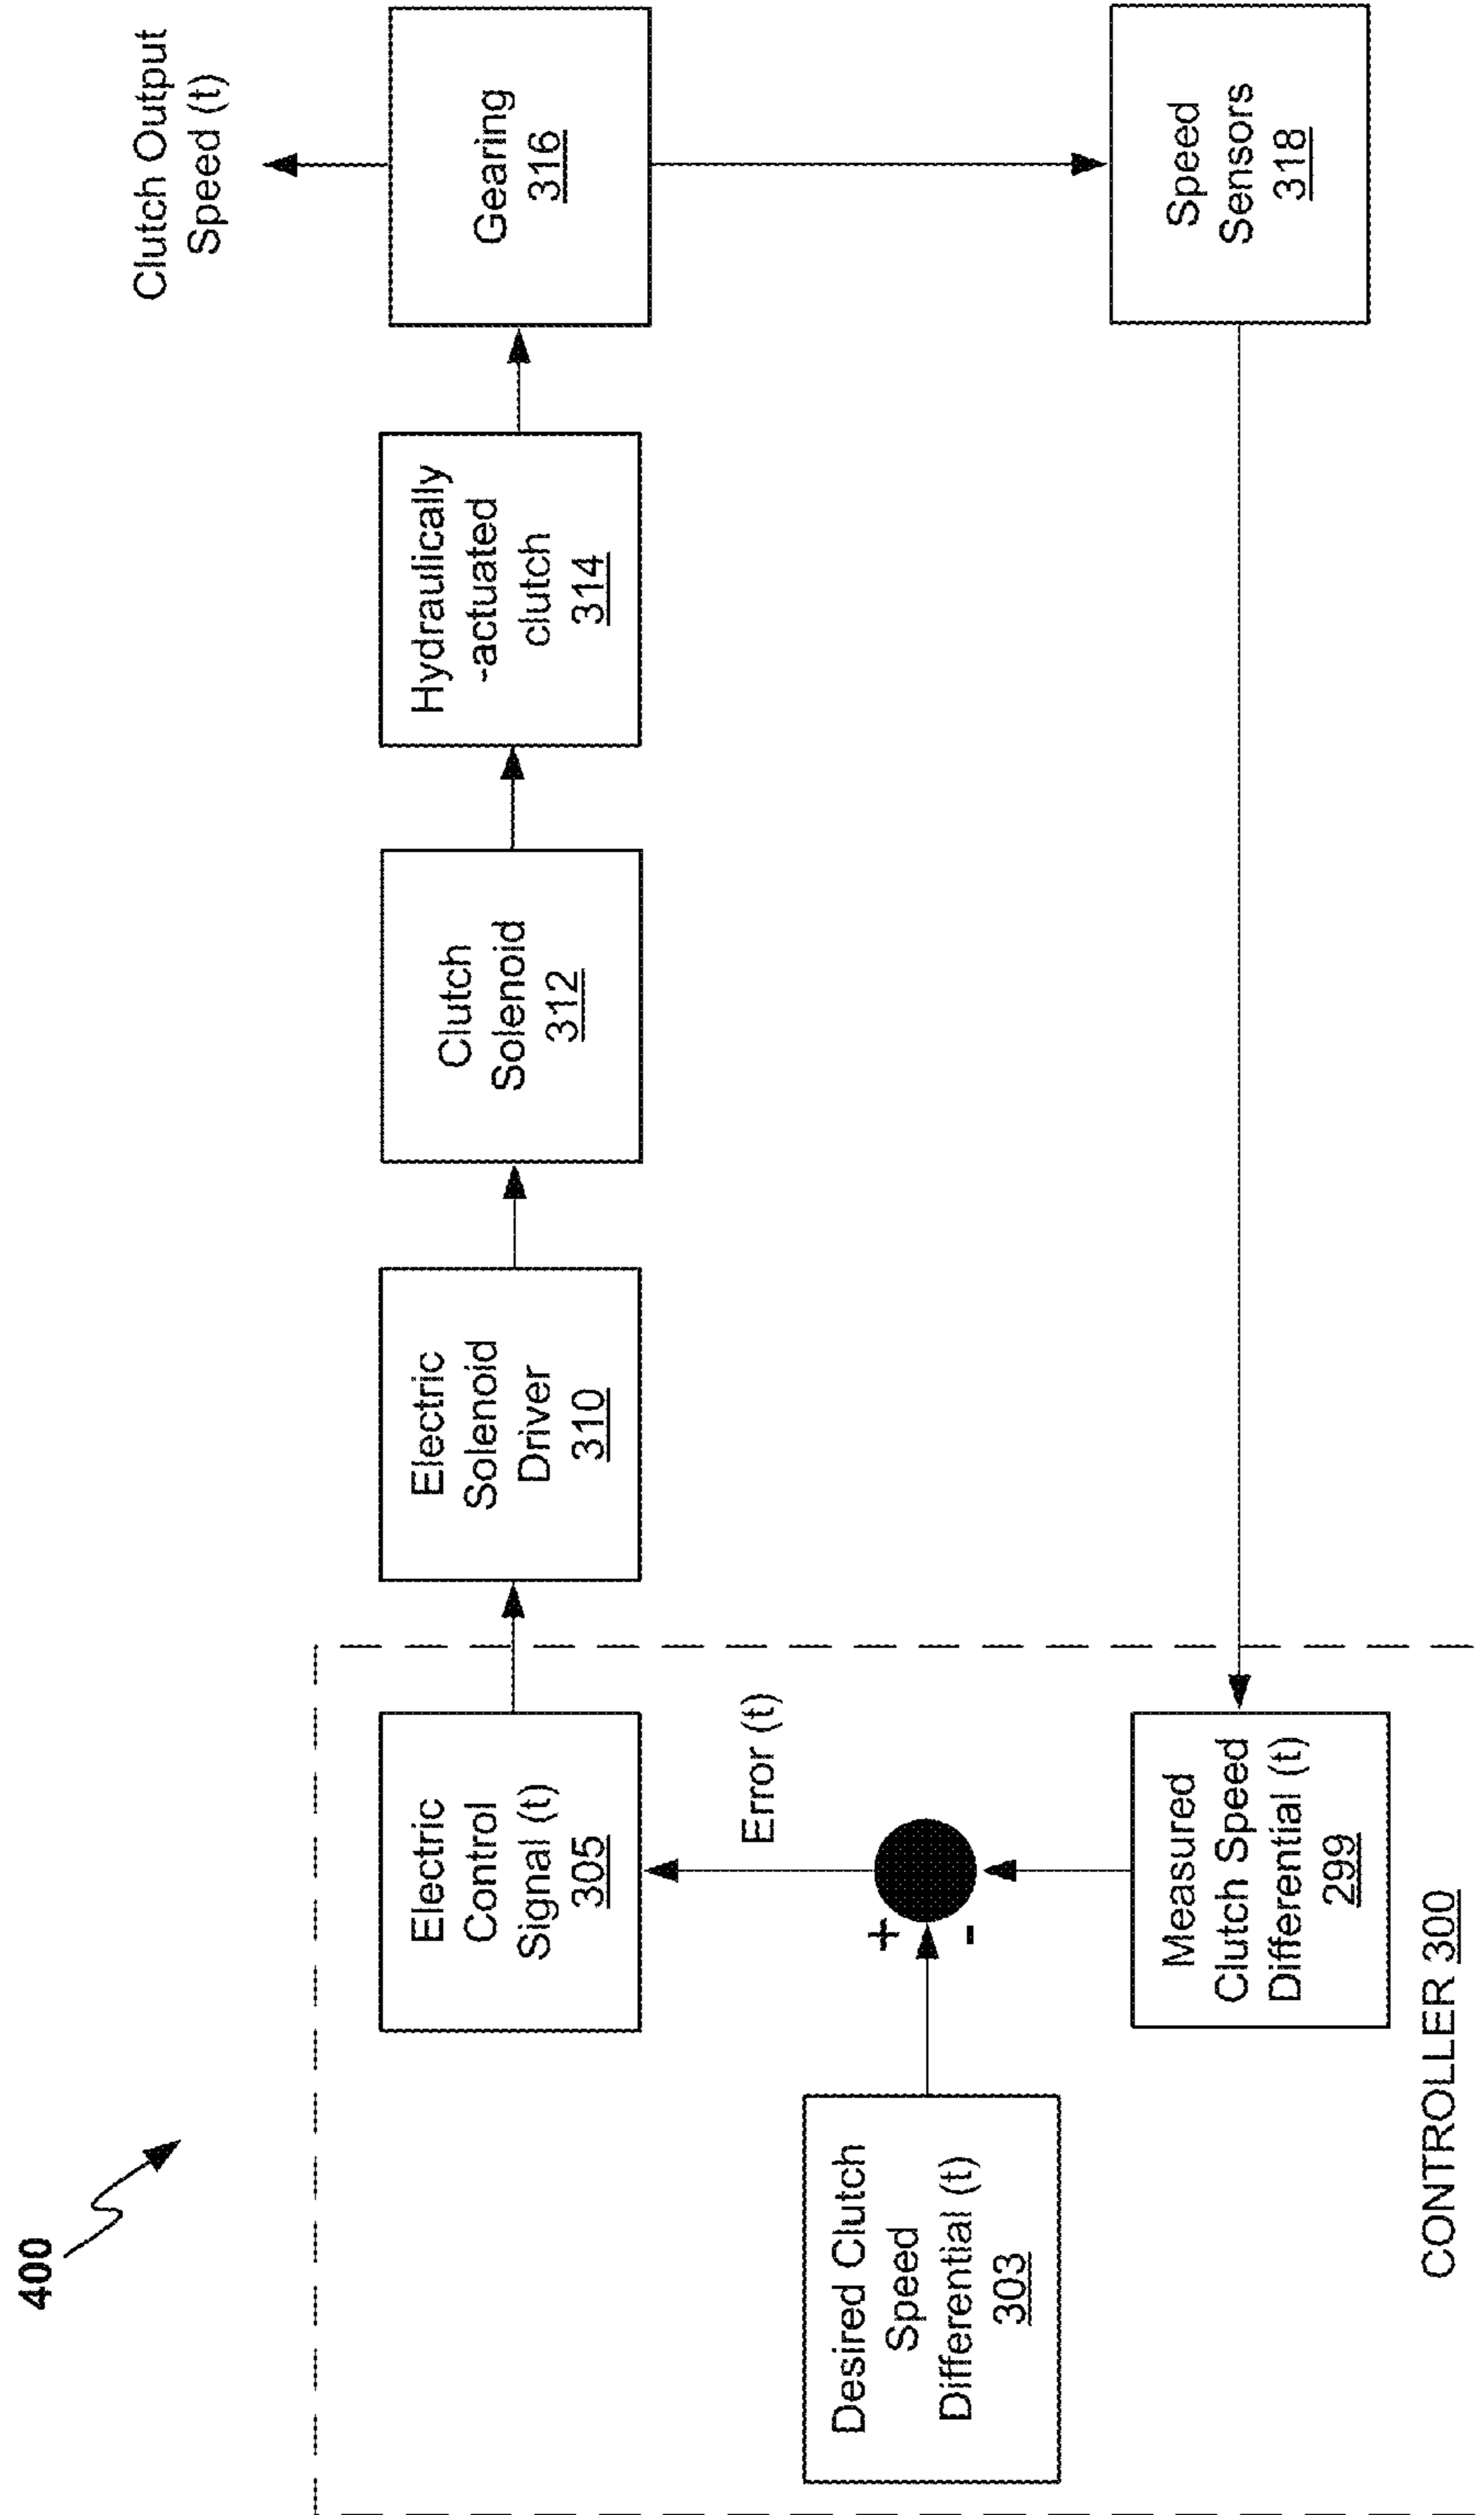 400
Clutch Output
Speed (t)
Electric
Control
Signal (t)
305
Electric
Solenoid
Driver
310
Clutch
Solenoid
312
Hydraulically
-actuated
clutch
314
Gearing
316
Error (t)
+
-
Desired Clutch
Speed
Differential (t)
303
Measured
Clutch Speed
Differential (t)
299
Speed
Sensors
318
CONTROLLER 300